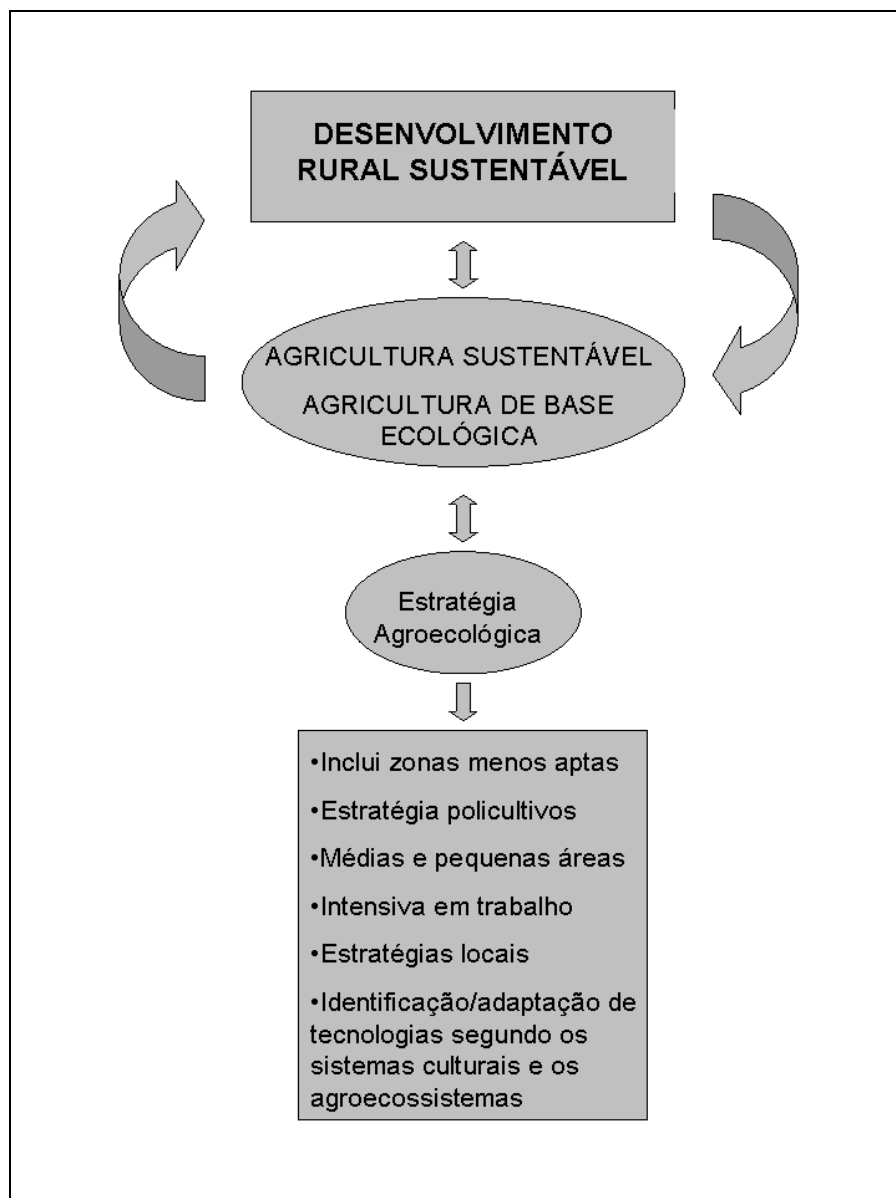 DESENVOLVIMENTO
RURAL SUSTENTÁVEL
AGRICULTURA SUSTENTÁVEL
AGRICULTURA DE BASE
ECOLÓGICA
Estratégia
Agroecológica
•Inclui zonas menos aptas
•Estratégia policultivos
•Médias e pequenas áreas
•Intensiva em trabalho
•Estratégias locais
•Identificação/adaptação de
tecnologias segundo os
sistemas culturais e os
agroecossistemas